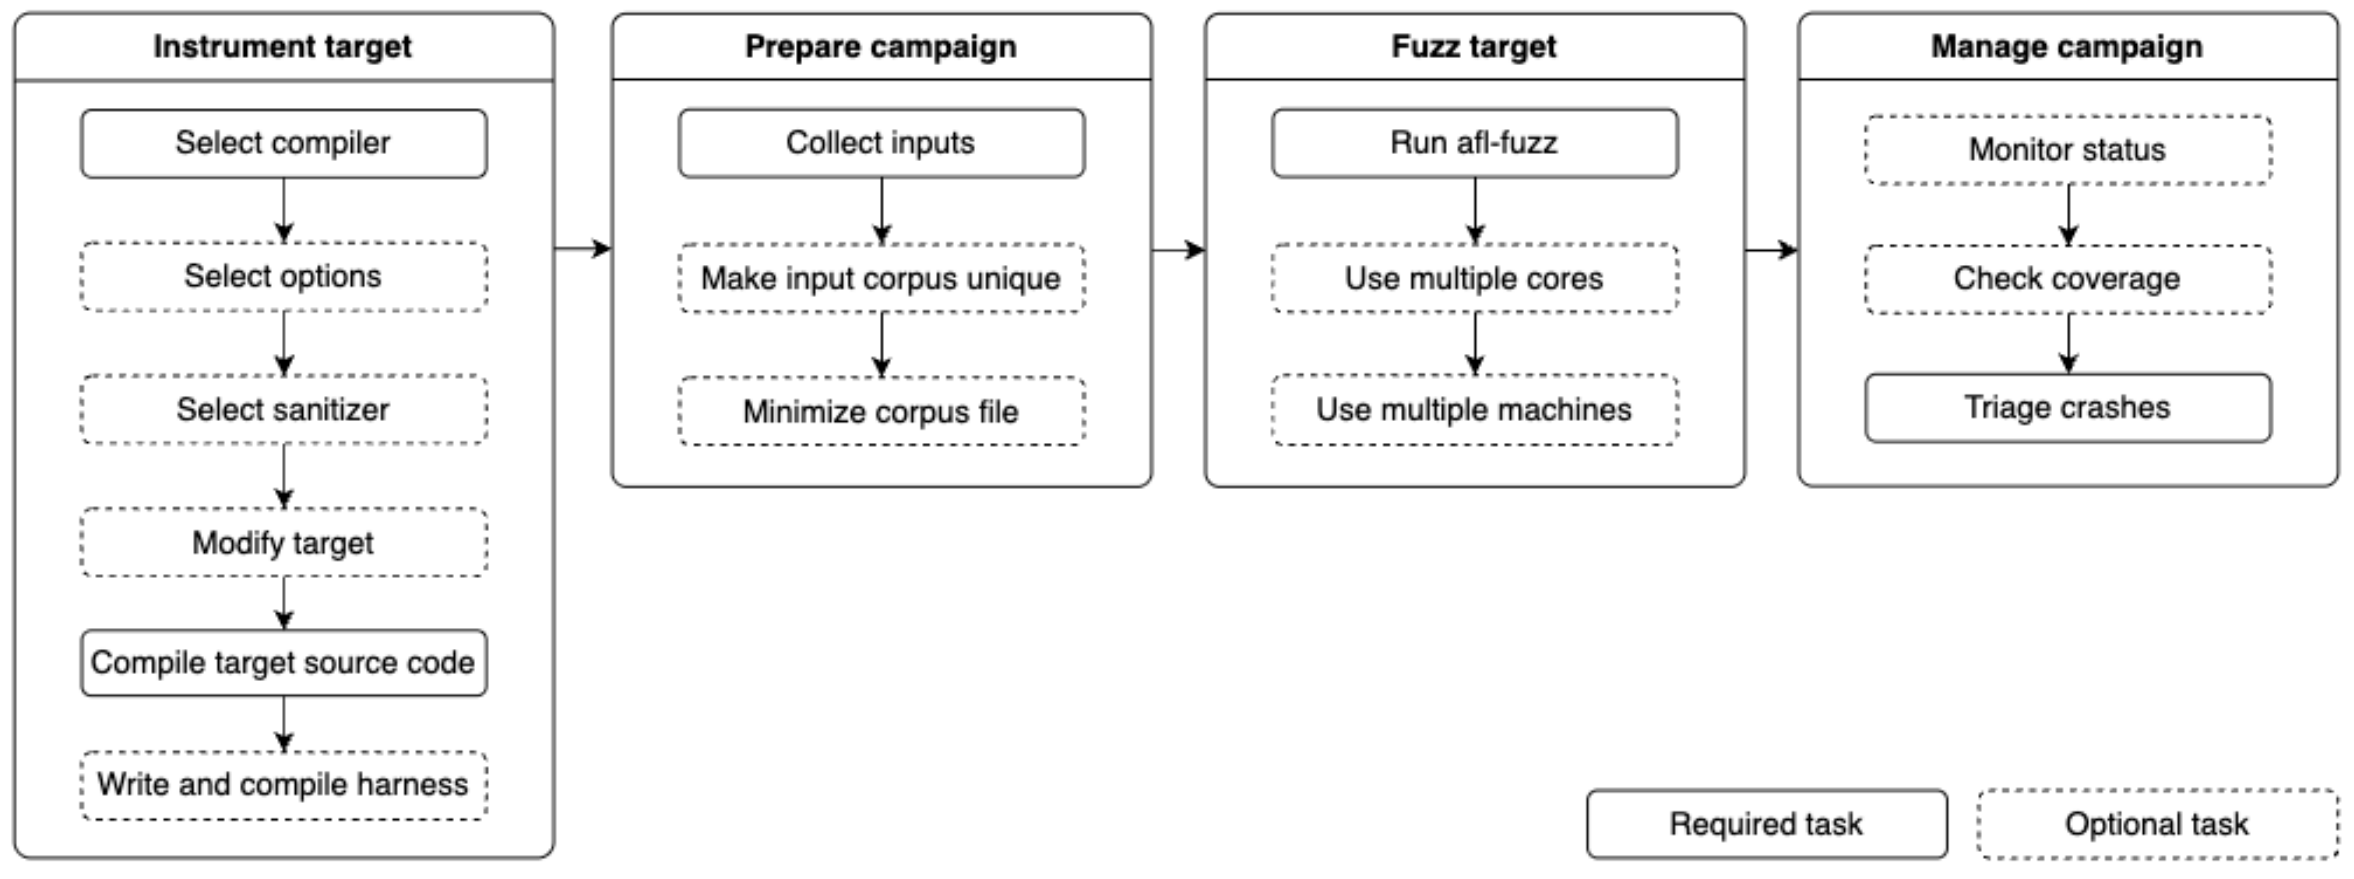 Instrument target
Select compiler
Select options
Select sanitizer
Modify target
Compile target source code
Write and compile harness
Prepare campaign
Collect inputs
Make input corpus unique
Minimize corpus file
Fuzz target
Run afl-fuzz
Use multiple cores
Use multiple machines
Manage campaign
Monitor status
Check coverage
Triage crashes
Required task
Optional task